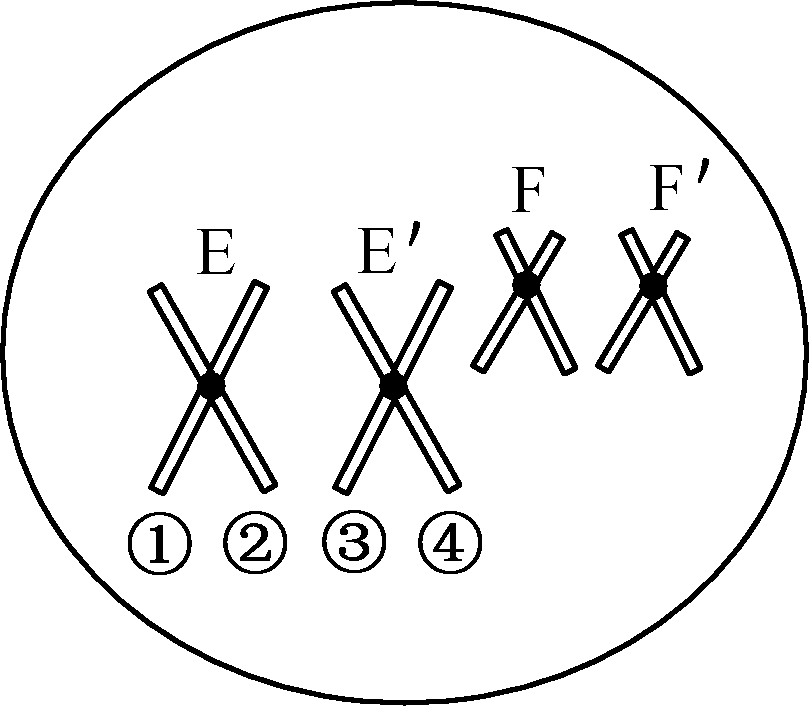 F F′
E E′
① ② ③ ④